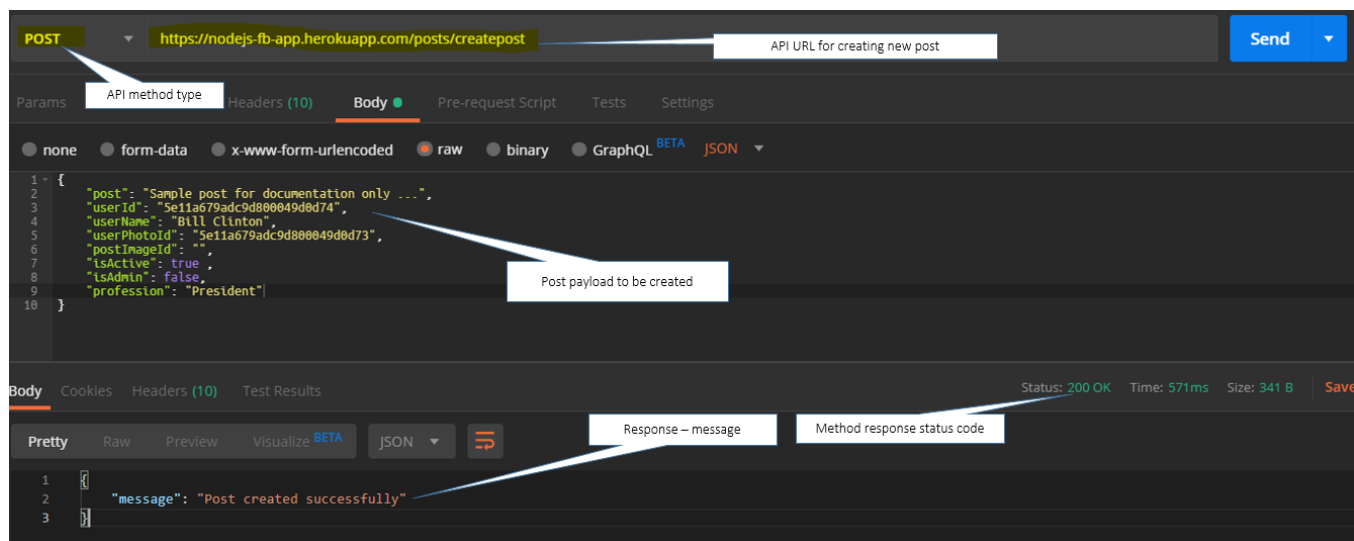 POST https://nodejs-fb-app.herokuapp.com/posts/createpost API URL for creating new post Send
API method type
Params Headers (10) Body Pre-request Script Tests Settings
none form-data x-www-form-urlencoded raw binary GraphQL BETA JSON
1 {
2 "post": "Sample post for documentation only ...",
3 "userId": "5e11a679adc9d800049d0d74",
4 "userName": "Bill Clinton",
5 "userPhotoId": "5e11a679adc9d800049d0d73",
6 "postImageId": "",
7 "isActive": true ,
8 "isAdmin": false,
9 "profession": "President"
10 }
Post payload to be created
Body Cookies Headers (10) Test Results Status: 200 OK Time: 571ms Size: 341 B Save
Pretty Raw Preview Visualize BETA JSON
Response – message
Method response status code
1 {
2 "message": "Post created successfully"
3 }